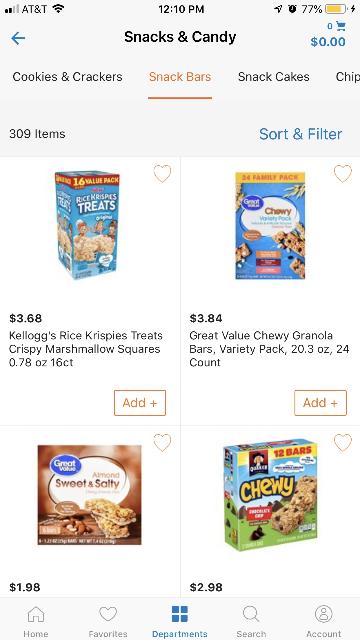 AT&T 12:10 PM 77%
Snacks & Candy
0
$0.00
Cookies & Crackers Snack Bars Snack Cakes Chip
309 Items Sort & Filter
16 VALUE PACK
RICE KRISPIES
TREATS
Original
24 FAMILY PACK
Great Value
Chewy
Variety Pack
$3.68
Kellogg's Rice Krispies Treats
Crispy Marshmallow Squares
0.78 oz 16ct
Add +
$3.84
Great Value Chewy Granola
Bars, Variety Pack, 20.3 oz, 24
Count
Add +
Great Value
Almond
Sweet & Salty
12 BARS
QUAKER
Chewy
CHOCOLATE CHIP
$1.98
$2.98
Home Favorites Departments Search Account